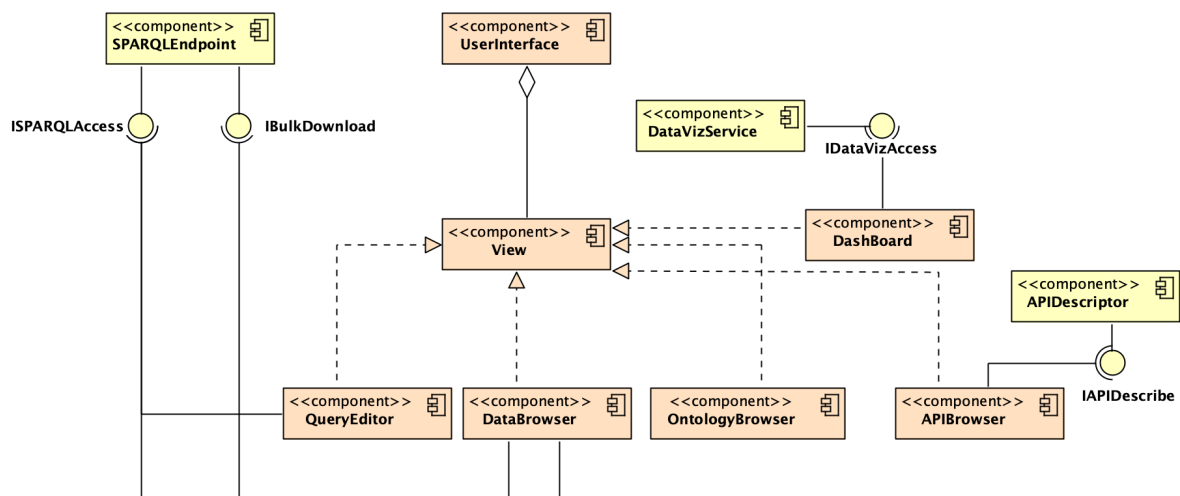 <<component>>
SPARQLEndpoint
<<component>>
UserInterface
ISPARQLAccess
IBulkDownload
<<component>>
DataVizService
IDataVizAccess
<<component>>
View
<<component>>
DashBoard
<<component>>
APIDescriptor
IAPIDescribe
<<component>>
QueryEditor
<<component>>
DataBrowser
<<component>>
OntologyBrowser
<<component>>
APIBrowser